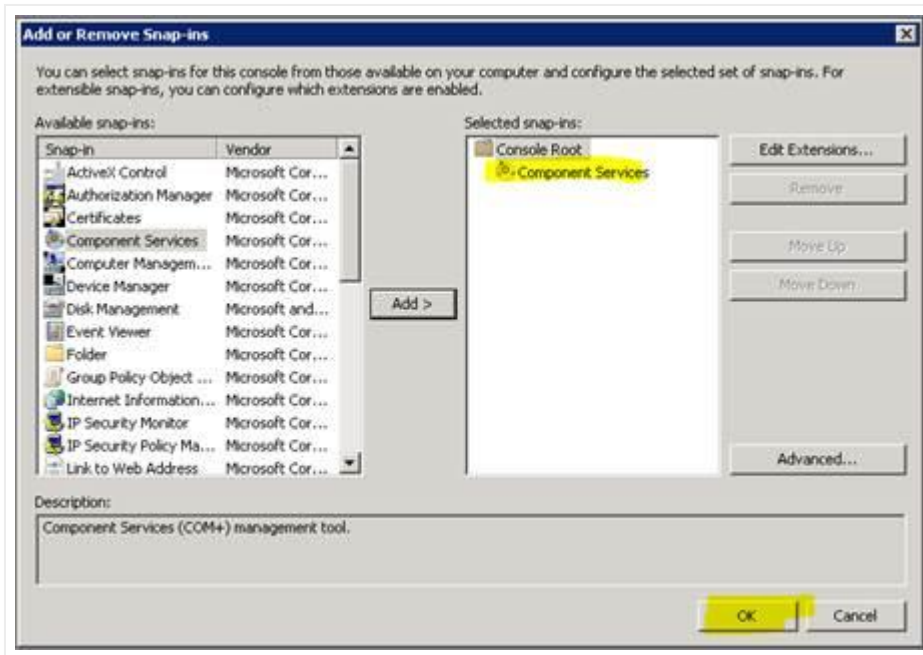 Add or Remove Snap-ins
You can select snap-ins for this console from those available on your computer and configure the selected set of snap-ins. For
extensible snap-ins, you can configure which extensions are enabled.
Available snap-ins:
Snap-in Vendor
ActiveX Control Microsoft Cor...
Authorization Manager Microsoft Cor...
Certificates Microsoft Cor...
Component Services Microsoft Cor...
Computer Managem... Microsoft Cor...
Device Manager Microsoft Cor...
Disk Management Microsoft and...
Event Viewer Microsoft Cor...
Folder Microsoft Cor...
Group Policy Object ... Microsoft Cor...
Internet Information... Microsoft Cor...
IP Security Monitor Microsoft Cor...
IP Security Policy Ma... Microsoft Cor...
Link to Web Address Microsoft Cor...
Add >
Selected snap-ins:
Console Root
Component Services
Edit Extensions...
Remove
Move Up
Move Down
Advanced...
Description:
Component Services (COM+) management tool.
OK Cancel